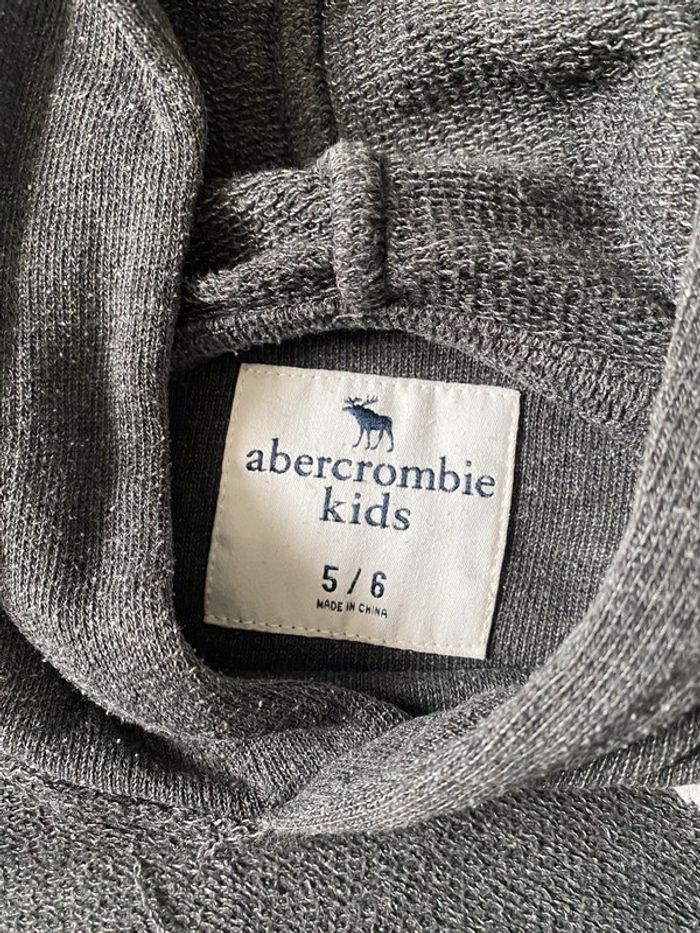 abercrombie
kids
5 / 6
MADE IN CHINA